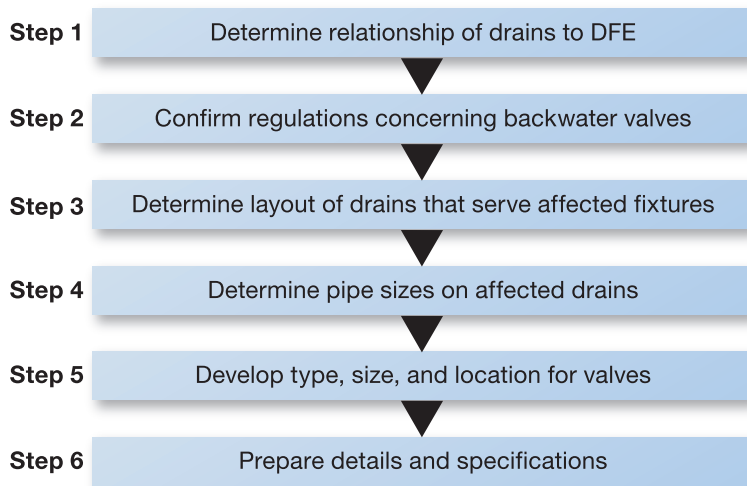 Step 1 Determine relationship of drains to DFE
Step 2 Confirm regulations concerning backwater valves
Step 3 Determine layout of drains that serve affected fixtures
Step 4 Determine pipe sizes on affected drains
Step 5 Develop type, size, and location for valves
Step 6 Prepare details and specifications